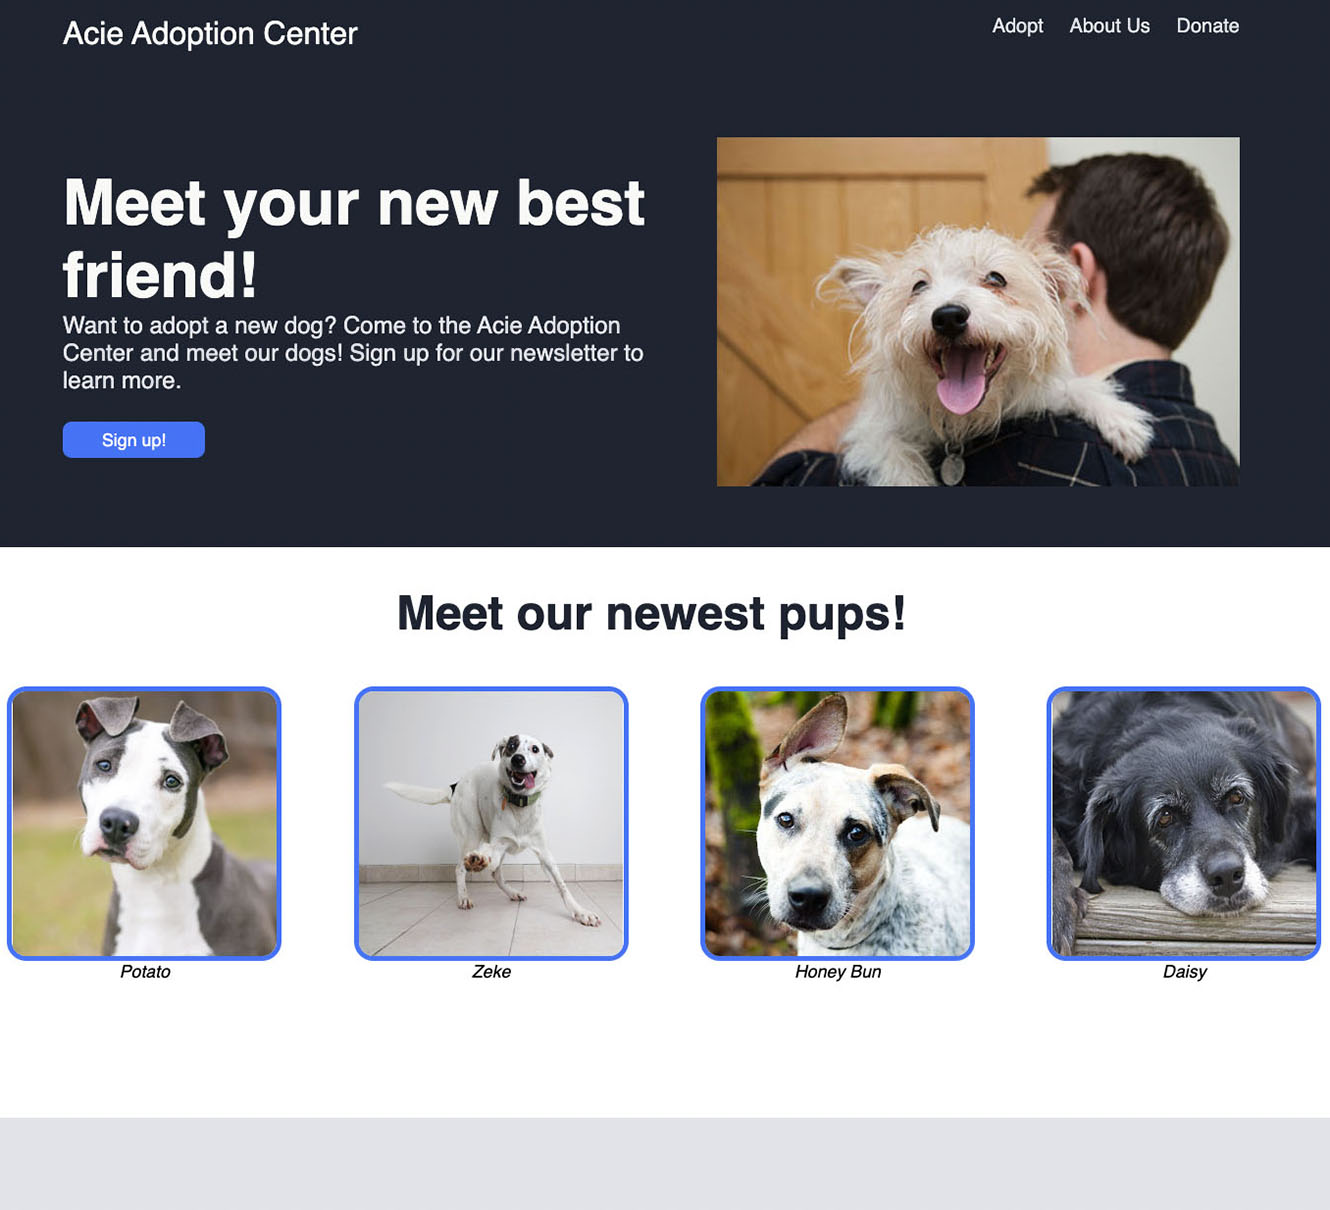 Acie Adoption Center
Adopt About Us Donate
Meet your new best
friend!
Want to adopt a new dog? Come to the Acie Adoption
Center and meet our dogs! Sign up for our newsletter to
learn more.
Sign up!
Meet our newest pups!
Potato
Zeke
Honey Bun
Daisy